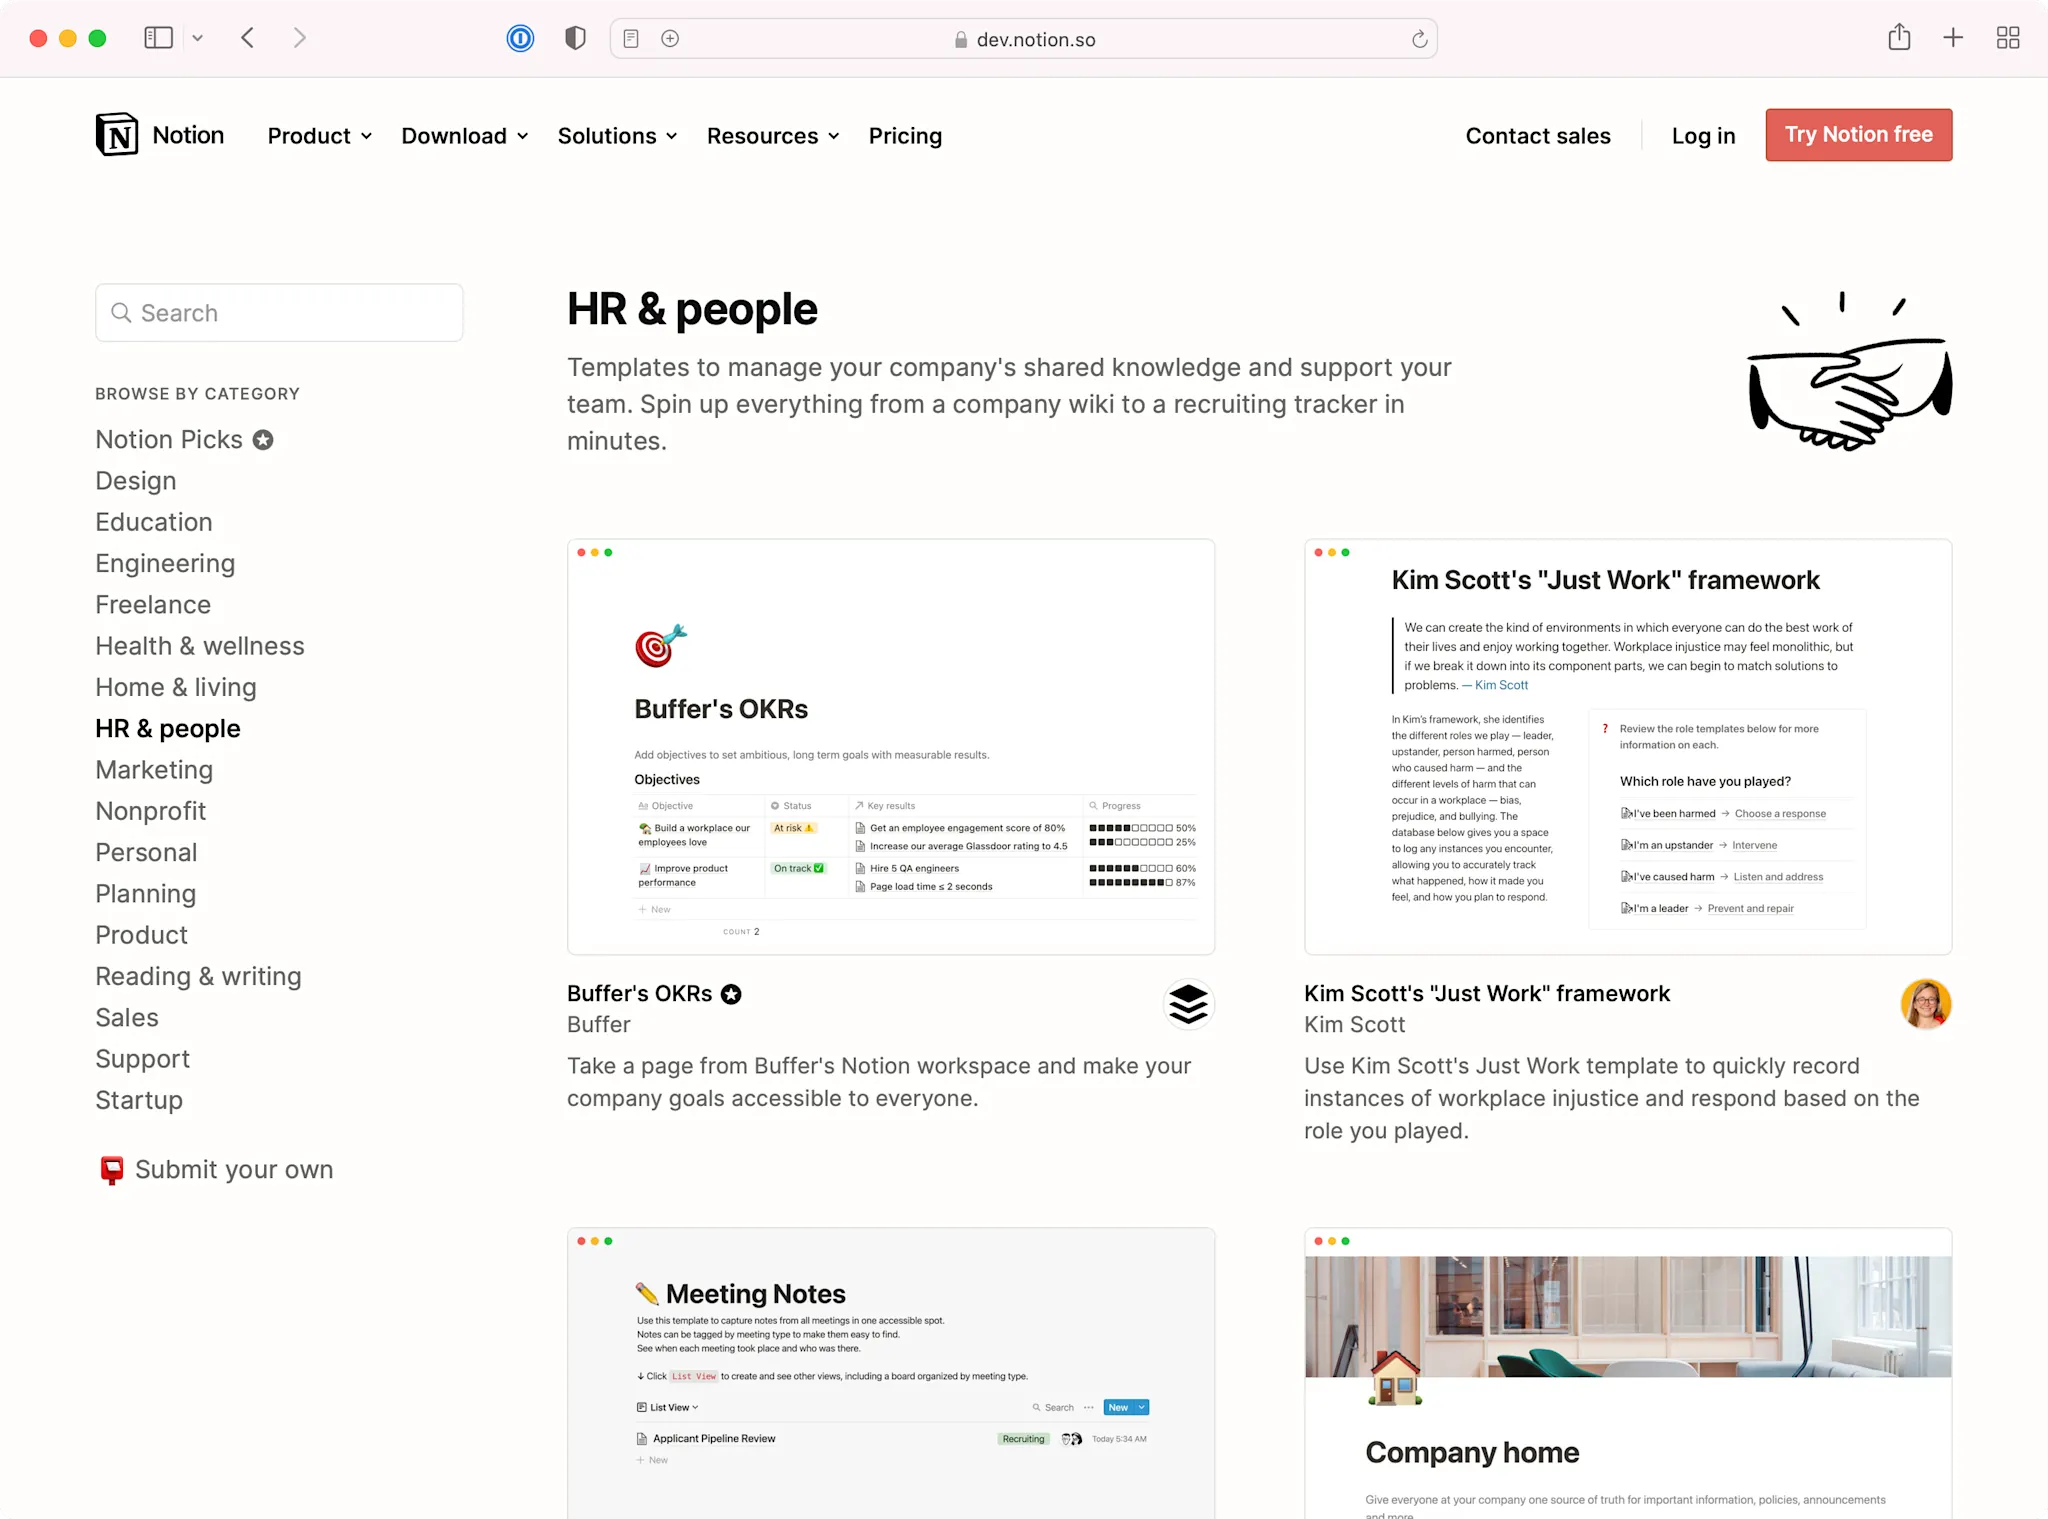 dev.notion.so
Notion
Product
Download
Solutions
Resources
Pricing
Contact sales
Log in
Try Notion free
Search
BROWSE BY CATEGORY
Notion Picks
Design
Education
Engineering
Freelance
Health & wellness
Home & living
HR & people
Marketing
Nonprofit
Personal
Planning
Product
Reading & writing
Sales
Support
Startup
Submit your own
HR & people
Templates to manage your company's shared knowledge and support your
team. Spin up everything from a company wiki to a recruiting tracker in
minutes.
Buffer's OKRs
Add objectives to set ambitious, long term goals with measurable results.
Objectives
Aa Objective Status Key results Progress
Build a workplace our
employees love
At risk
Get an employee engagement score of 80%
Increase our average Glassdoor rating to 4.5
50%
25%
Improve product
performance
On track
Hire 5 QA engineers
Page load time ≤ 2 seconds
60%
87%
+ New
COUNT 2
Buffer's OKRs
Buffer
Take a page from Buffer's Notion workspace and make your
company goals accessible to everyone.
Kim Scott's "Just Work" framework
We can create the kind of environments in which everyone can do the best work of
their lives and enjoy working together. Workplace injustice may feel monolithic, but
if we break it down into its component parts, we can begin to match solutions to
problems. — Kim Scott
In Kim's framework, she identifies
the different roles we play — leader,
upstander, person harmed, person
who caused harm — and the
different levels of harm that can
occur in a workplace — bias,
prejudice, and bullying. The
database below gives you a space
to log any instances you encounter,
allowing you to accurately track
what happened, how it made you
feel, and how you plan to respond.
Review the role templates below for more
information on each.
Which role have you played?
I've been harmed → Choose a response
I'm an upstander → Intervene
I've caused harm → Listen and address
I'm a leader → Prevent and repair
Kim Scott's "Just Work" framework
Kim Scott
Use Kim Scott's Just Work template to quickly record
instances of workplace injustice and respond based on the
role you played.
Meeting Notes
Use this template to capture notes from all meetings in one accessible spot.
Notes can be tagged by meeting type to make them easy to find.
See when each meeting took place and who was there.
↓ Click List View to create and see other views, including a board organized by meeting type.
List View
Search
New
Applicant Pipeline Review
Recruiting
Today 5:34 AM
+ New
Company home
Give everyone at your company one source of truth for important information, policies, announcements
and more